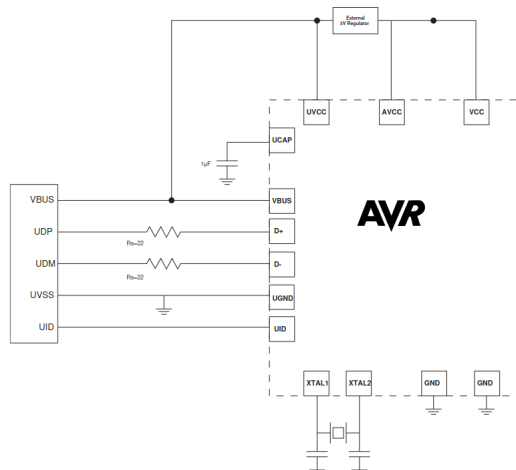 External
3V Regulator
UVCC
AVCC
VCC
UCAP
1µF
VBUS
VBUS
UDP
Rs=22
D+
UDM
Rs=22
D-
UVSS
UGND
UID
UID
AVR
XTAL1
XTAL2
GND
GND